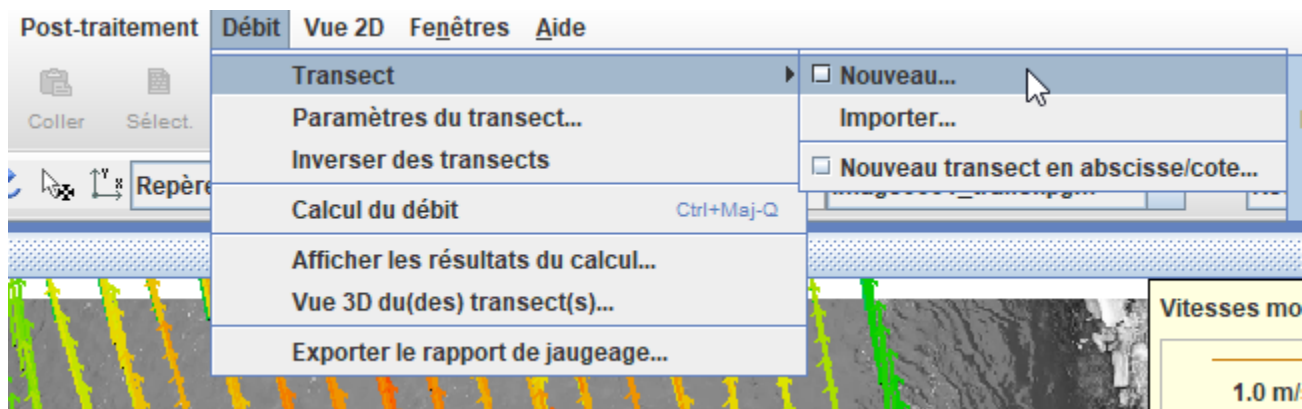 Post-traitement Débit Vue 2D Fenêtres Aide
Transect Nouveau...
Coller Sélect. Paramètres du transect... Importer...
Inverser des transects Nouveau transect en abscisse/cote...
Repère
Calcul du débit Ctrl+Maj-Q
Afficher les résultats du calcul...
Vue 3D du(des) transect(s)... Vitesses mo
Exporter le rapport de jaugeage...
1.0 m/